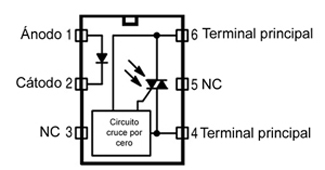 Ánodo 1
6 Terminal principal
Cátodo 2
5 NC
NC 3
Circuito
cruce por
cero
4 Terminal principal